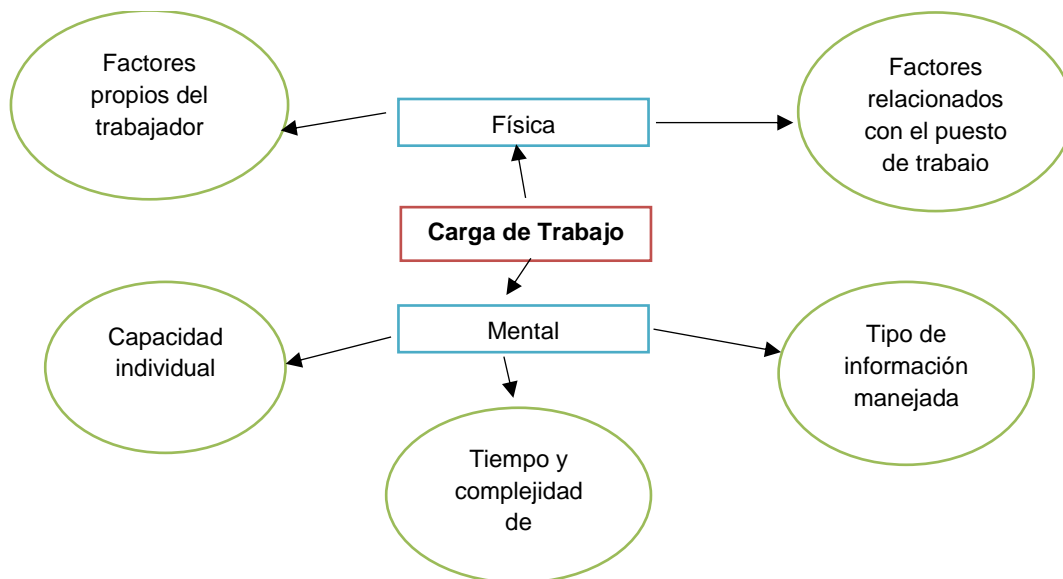 Factores
propios del
trabajador
Física
Factores
relacionados
con el puesto
de trabajo
Carga de Trabajo
Capacidad
individual
Mental
Tipo de
información
manejada
Tiempo y
complejidad
de